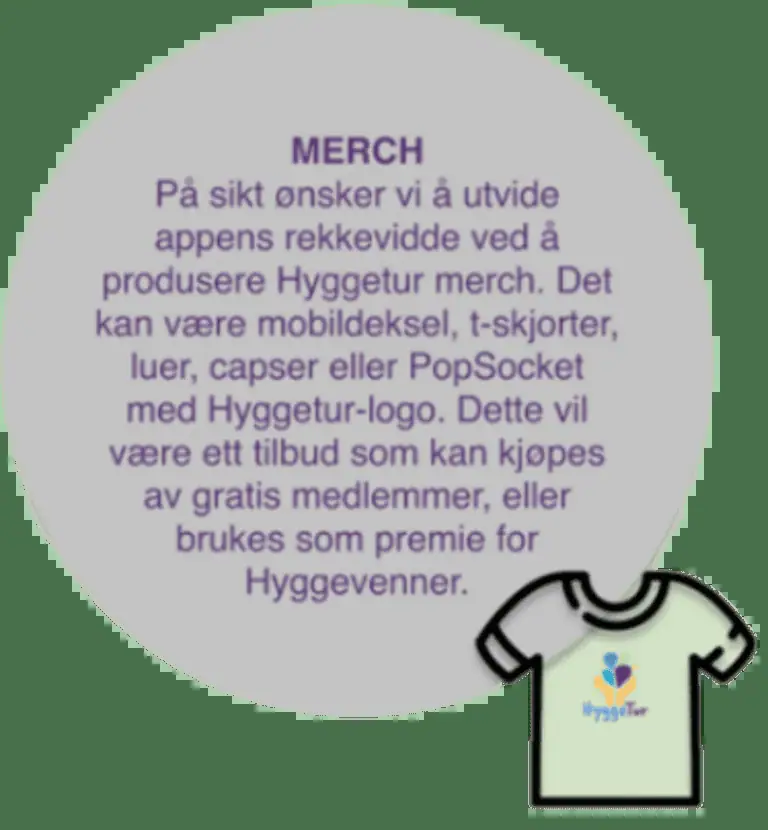 MERCH
På sikt ønsker vi å utvide
appens rekkevidde ved å
produsere Hyggetur merch. Det
kan være mobildeksel, t-skjorter,
luer, capser eller PopSocket
med Hyggetur-logo. Dette vil
være ett tilbud som kan kjøpes
av gratis medlemmer, eller
brukes som premie for
Hyggevenner.
HyggeTur